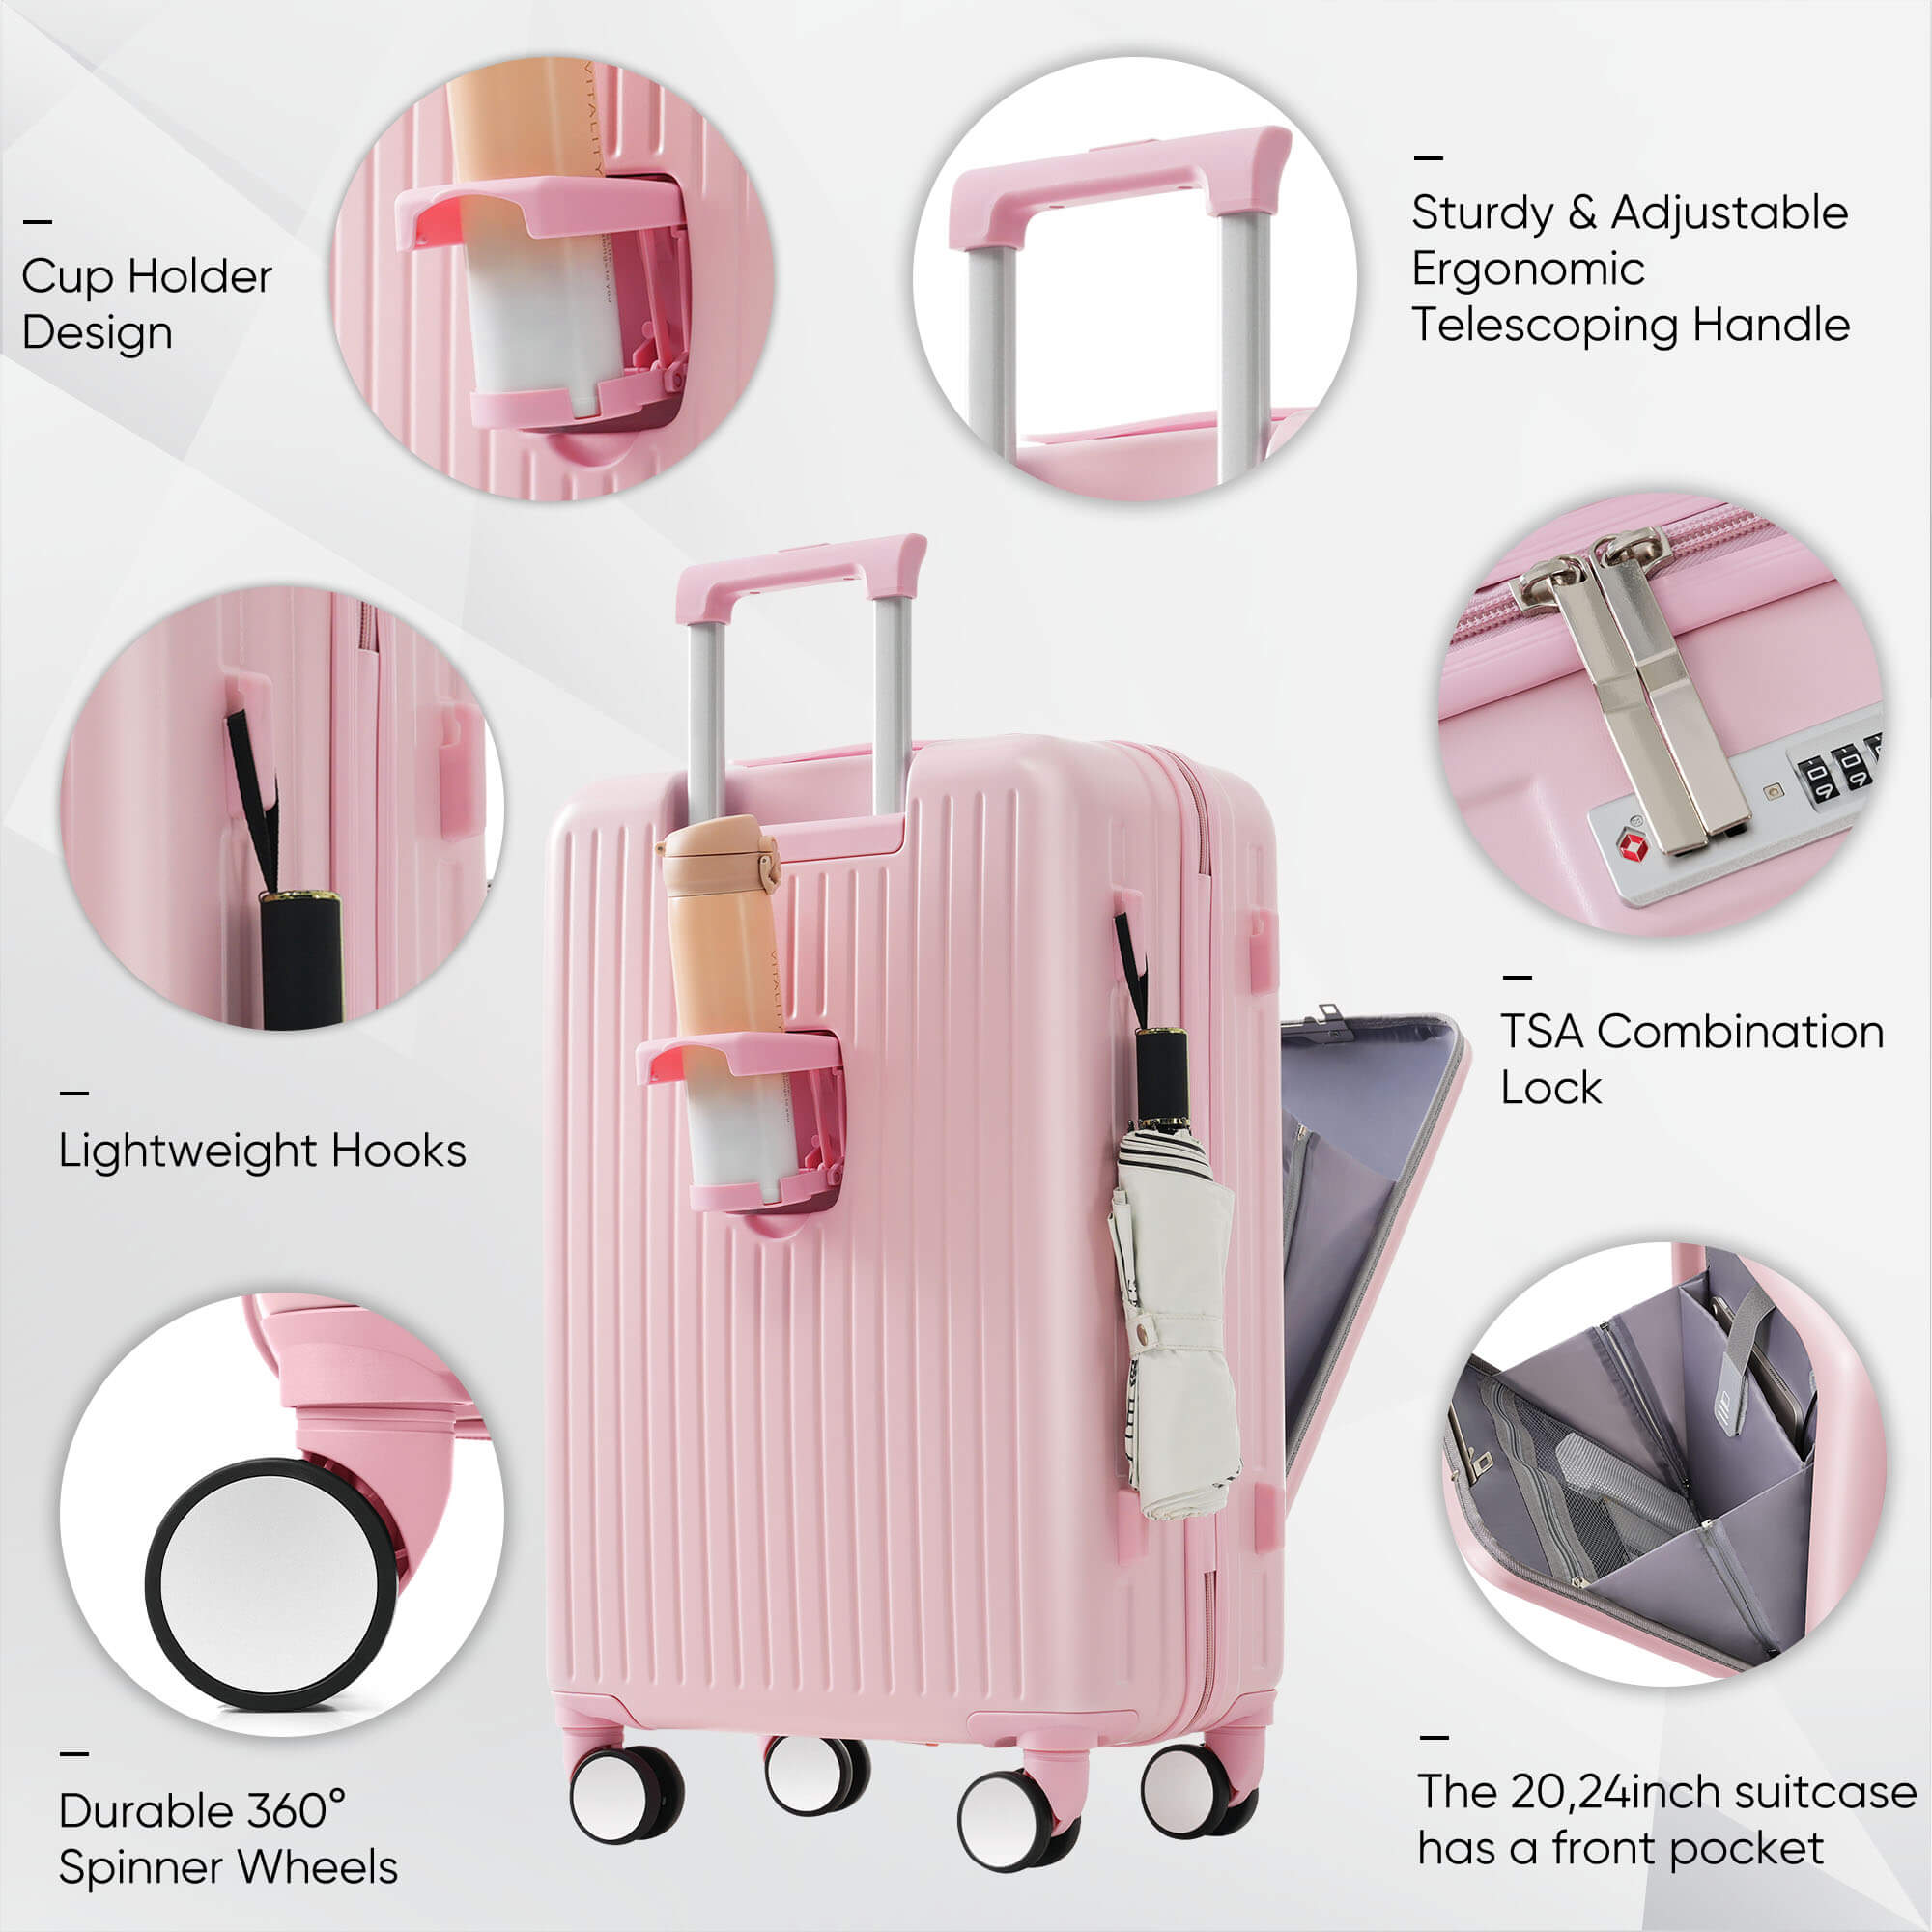 Cup Holder
Design
VITALITY
Sturdy & Adjustable
Ergonomic
Telescoping Handle
Lightweight Hooks
VITALITY
TSA Combination
Lock
Durable 360°
Spinner Wheels
The 20,24inch suitcase
has a front pocket